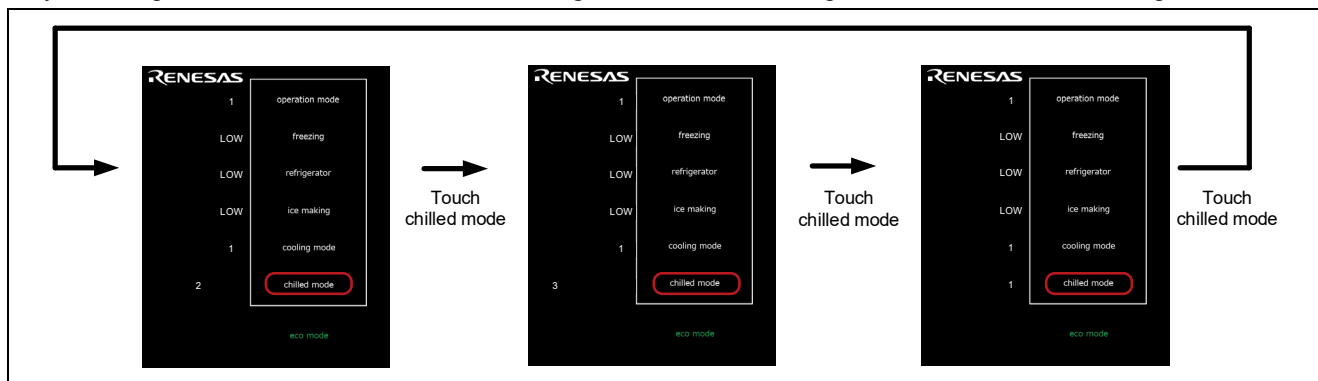 RENESAS
1 operation mode
LOW freezing
LOW refrigerator
LOW ice making
1 cooling mode
2 chilled mode
eco mode
Touch
chilled mode
RENESAS
1 operation mode
LOW freezing
LOW refrigerator
LOW ice making
1 cooling mode
3 chilled mode
eco mode
Touch
chilled mode
RENESAS
1 operation mode
LOW freezing
LOW refrigerator
LOW ice making
1 cooling mode
1 chilled mode
eco mode
Touch
chilled mode